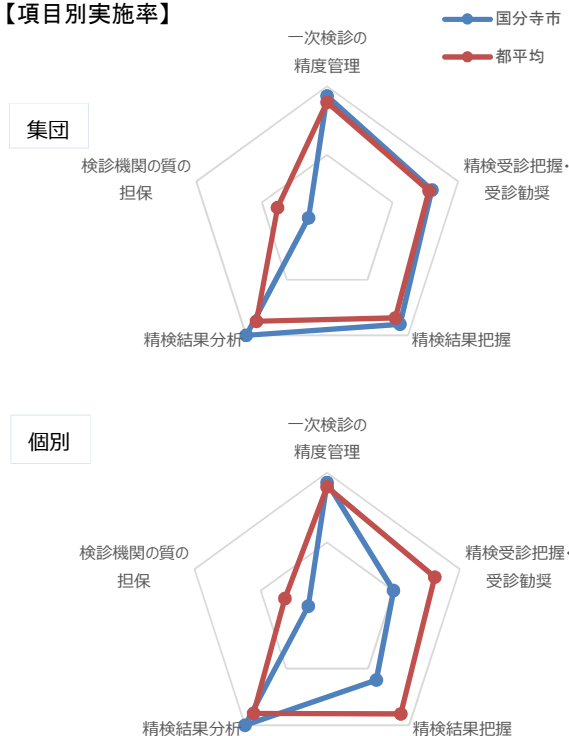 【項目別実施率】
国分寺市
都平均
集団
一次検診の
精度管理
精検受診把握・
受診勧奨
精検結果把握
精検結果分析
検診機関の質の
担保
個別
一次検診の
精度管理
精検受診把握・
受診勧奨
精検結果把握
精検結果分析
検診機関の質の
担保